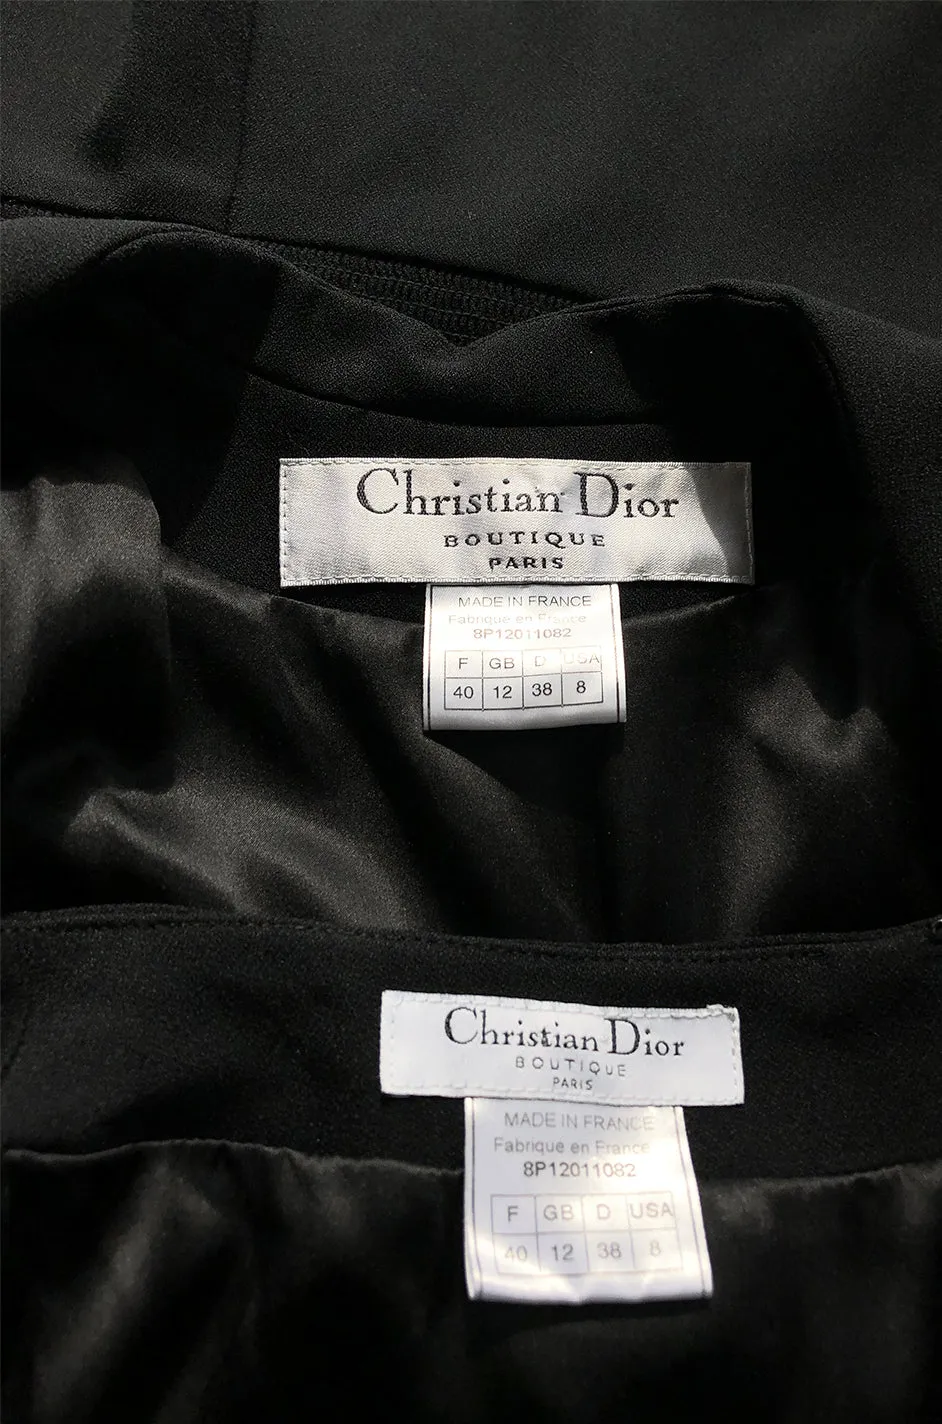 Christian Dior
BOUTIQUE
PARIS
MADE IN FRANCE
Fabrique en France
8P12011082
F GB D USA
40 12 38 8
Christian Dior
BOUTIQUE
PARIS
MADE IN FRANCE
Fabrique en France
8P12011082
F GB D USA
40 12 38 8